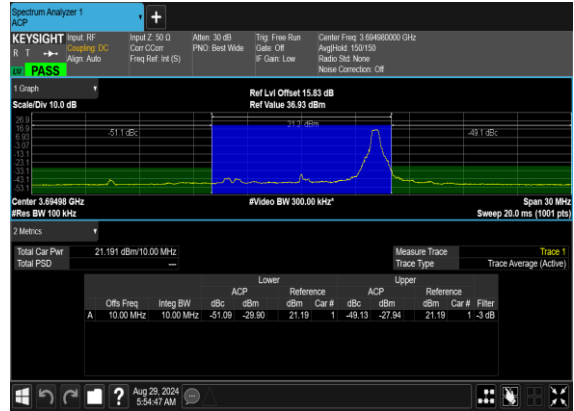 Spectrum Analyzer 1
ACP
KEYSIGHT
R T
LXI PASS
Input: RF
Coupling: DC
Align: Auto
Input Z: 50 Ω
Corr CCorr
Freq Ref: Int (S)
Atten: 30 dB
PNO: Best Wide
Trig: Free Run
Gate: Off
IF Gain: Low
Center Freq: 3.694980000 GHz
Avg|Hold: 150/150
Radio Std: None
Noise Correction: Off
1 Graph
Scale/Div 10.0 dB
Ref Lvl Offset 15.83 dB
Ref Value 36.93 dBm
26.9
16.9
6.93
-3.07
-13.1
-23.1
-33.1
-43.1
-53.1
-51.1 dBc
21.2 dBm
-49.1 dBc
Center 3.69498 GHz
#Res BW 100 kHz
#Video BW 300.00 kHz*
Span 30 MHz
Sweep 20.0 ms (1001 pts)
2 Metrics
Total Car Pwr 21.191 dBm/10.00 MHz
Total PSD ---
Measure Trace Trace 1
Trace Type Trace Average (Active)
Lower Upper
ACP Reference ACP Reference
Offs Freq Integ BW dBc dBm dBm Car # dBc dBm dBm Car # Filter
A 10.00 MHz 10.00 MHz -51.09 -29.90 21.19 1 -49.13 -27.94 21.19 1 -3 dB
Aug 29, 2024
5:54:47 AM